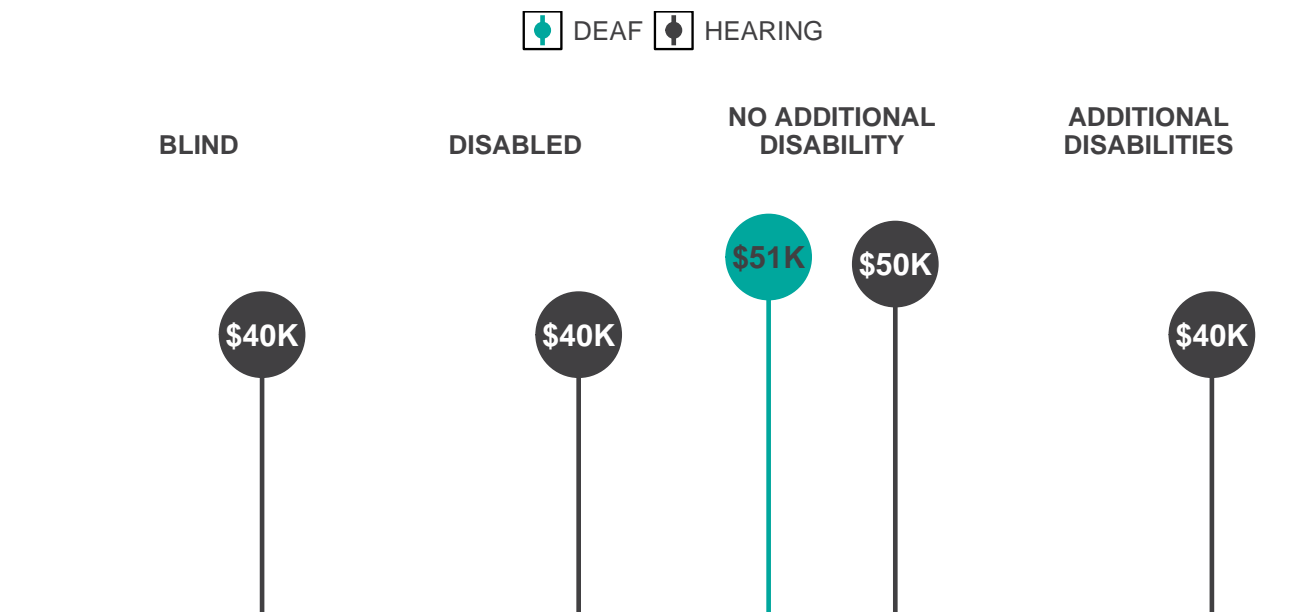 DEAF HEARING
BLIND
DISABLED
NO ADDITIONAL
DISABILITY
ADDITIONAL
DISABILITIES
$40K
$40K
$51K
$50K
$40K